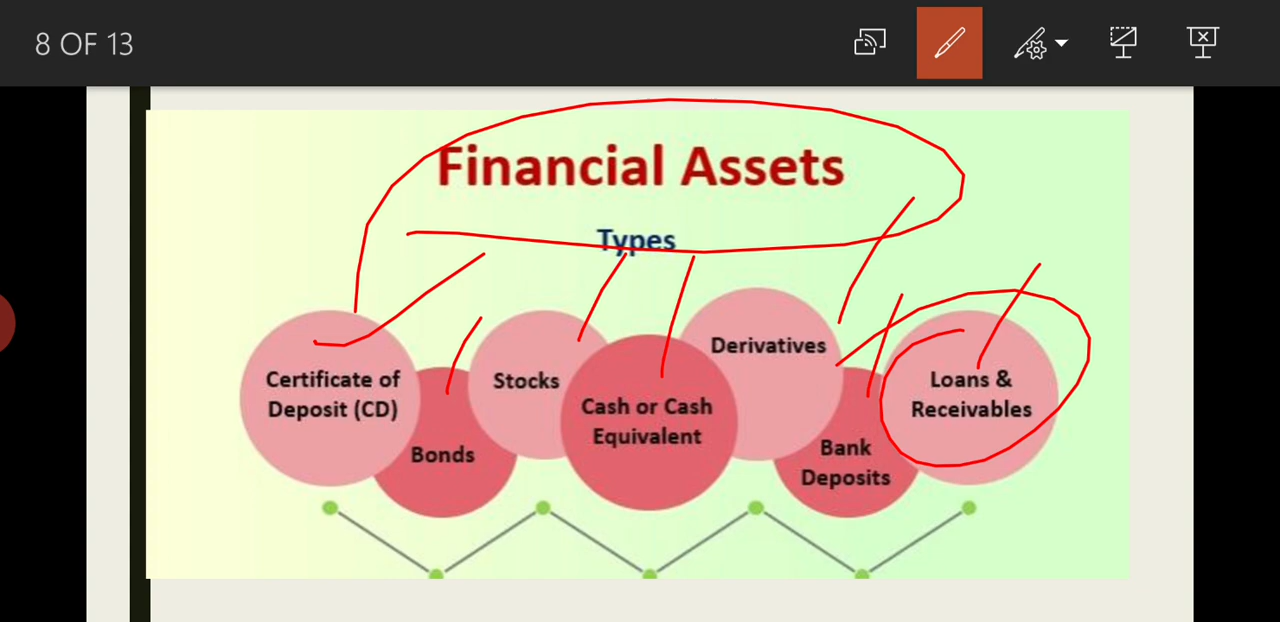 8 OF 13
Financial Assets
Types
Certificate of
Deposit (CD)
Bonds
Stocks
Cash or Cash
Equivalent
Derivatives
Bank
Deposits
Loans &
Receivables